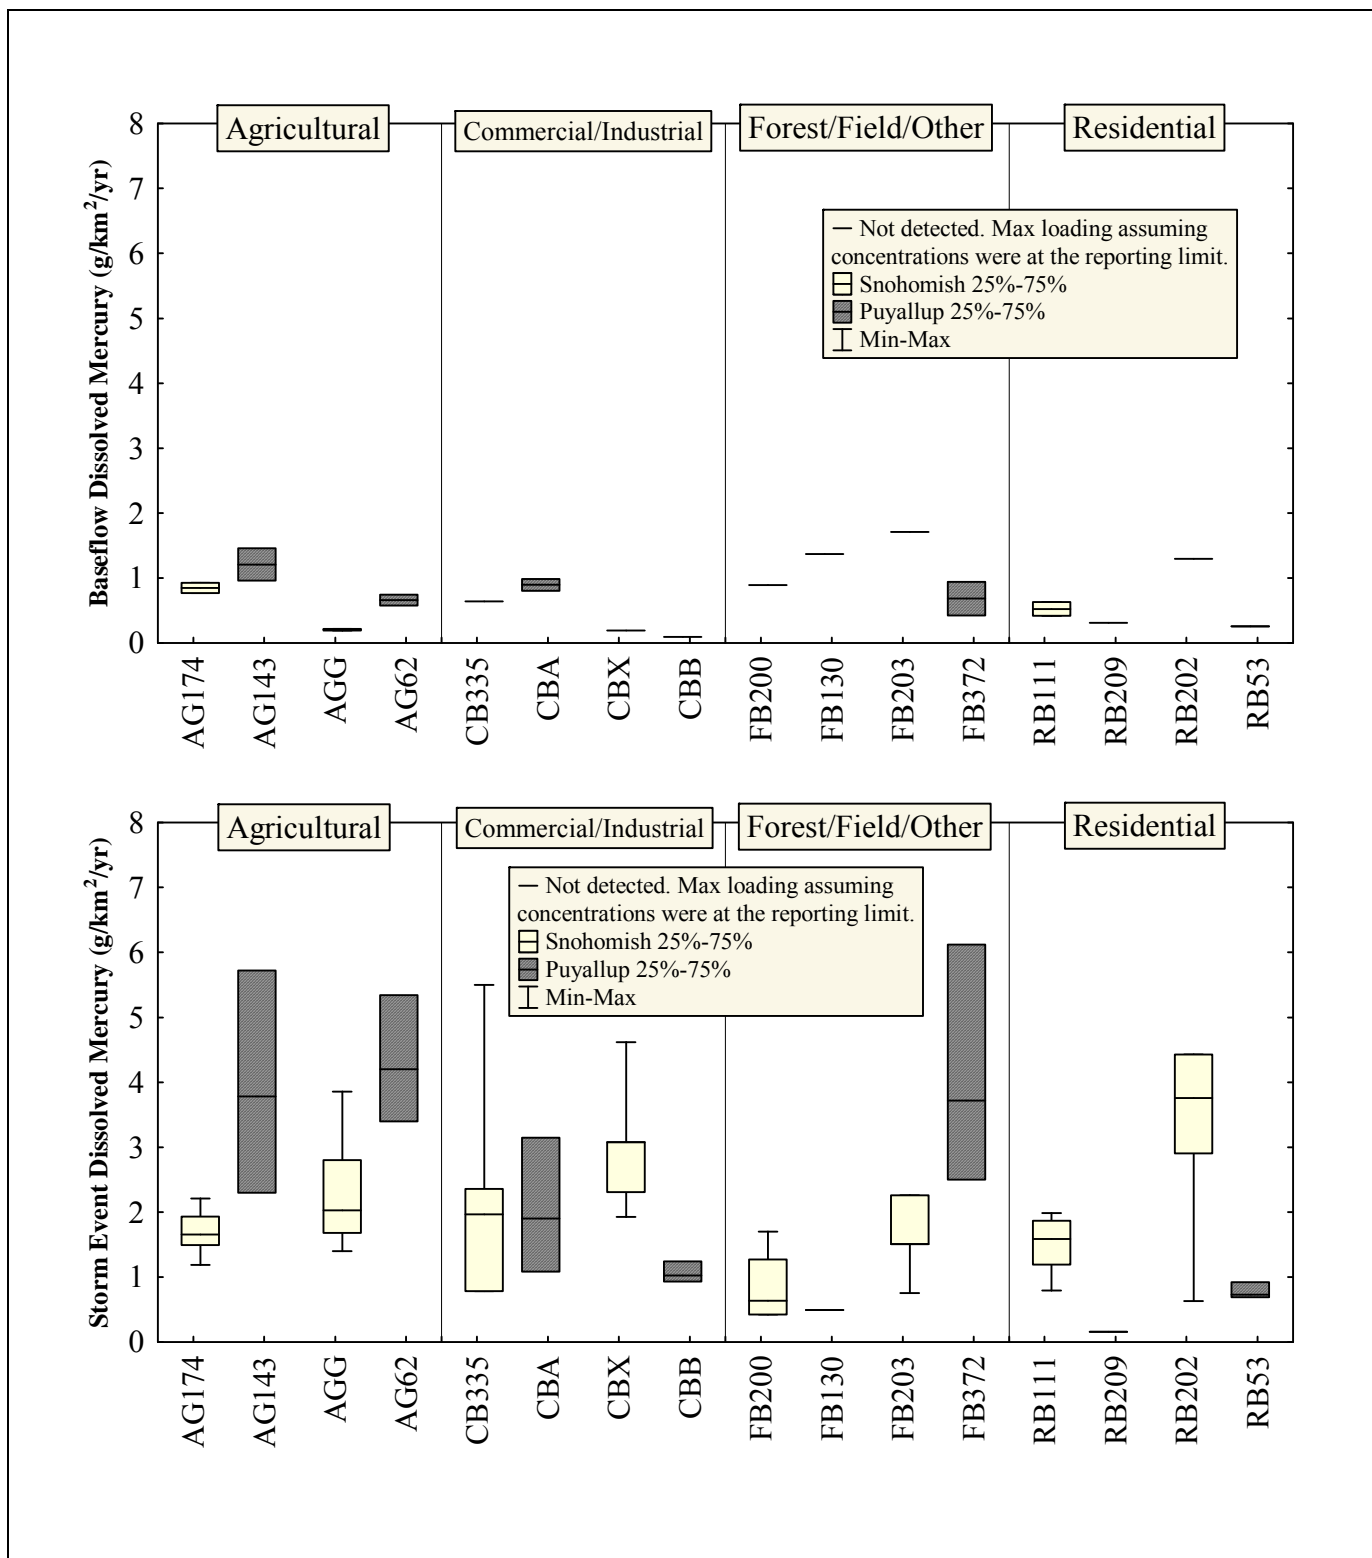 Agricultural
Commercial/Industrial
Forest/Field/Other
Residential
Baseflow Dissolved Mercury (g/km²/yr)
8
7
6
5
4
3
2
1
0
Not detected. Max loading assuming
concentrations were at the reporting limit.
Snohomish 25%-75%
Puyallup 25%-75%
Min-Max
AG174
AG143
AGG
AG62
CB335
CBA
CBX
CBB
FB200
FB130
FB203
FB372
RB111
RB209
RB202
RB53
Agricultural
Commercial/Industrial
Forest/Field/Other
Residential
Storm Event Dissolved Mercury (g/km²/yr)
8
7
6
5
4
3
2
1
0
Not detected. Max loading assuming
concentrations were at the reporting limit.
Snohomish 25%-75%
Puyallup 25%-75%
Min-Max
AG174
AG143
AGG
AG62
CB335
CBA
CBX
CBB
FB200
FB130
FB203
FB372
RB111
RB209
RB202
RB53